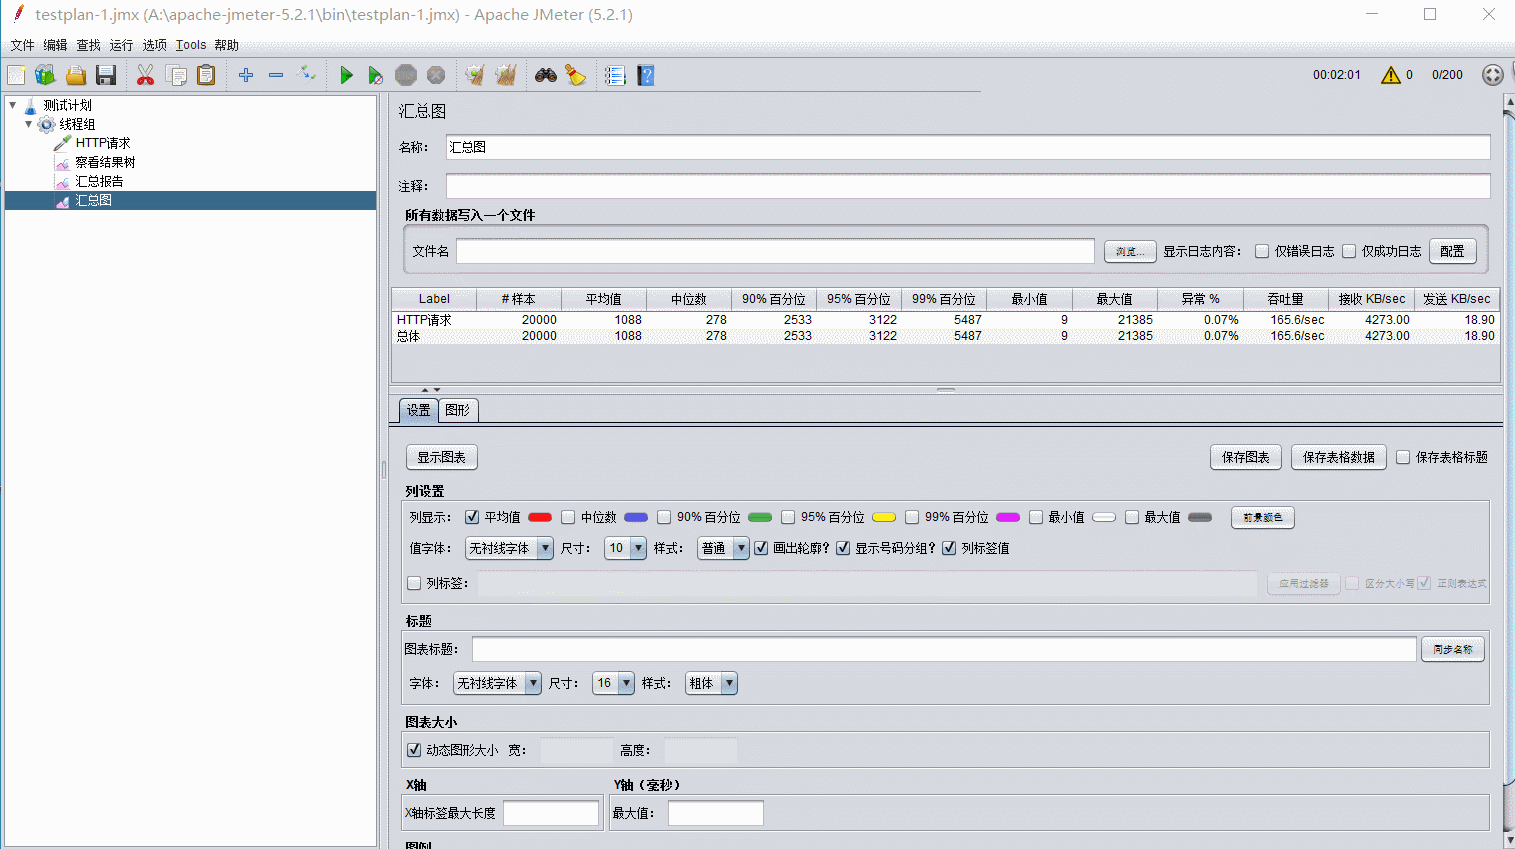 testplan-1.jmx (A:\apache-jmeter-5.2.1\bin\testplan-1.jmx) - Apache JMeter (5.2.1)
文件 编辑 查找 运行 选项 Tools 帮助
00:02:01 0 0/200
测试计划
线程组
HTTP请求
察看结果树
汇总报告
汇总图
汇总图
名称： 汇总图
注释：
所有数据写入一个文件
文件名 浏览... 显示日志内容： 仅错误日志 仅成功日志 配置
Label # 样本 平均值 中位数 90% 百分位 95% 百分位 99% 百分位 最小值 最大值 异常 % 吞吐量 接收 KB/sec 发送 KB/sec
HTTP请求 20000 1088 278 2533 3122 5487 9 21385 0.07% 165.6/sec 4273.00 18.90
总体 20000 1088 278 2533 3122 5487 9 21385 0.07% 165.6/sec 4273.00 18.90
设置 图形
显示图表 保存图表 保存表格数据 保存表格标题
列设置
列显示： 平均值 中位数 90% 百分位 95% 百分位 99% 百分位 最小值 最大值 前景颜色
值字体： 无衬线字体 尺寸： 10 样式： 普通 画出轮廓？ 显示号码分组？ 列标签值
列标签： 应用过滤器 区分大小写 正则表达式
标题
图表标题： 同步名称
字体： 无衬线字体 尺寸： 16 样式： 粗体
图表大小
动态图形大小 宽： 高度：
X轴 Y轴（毫秒）
X轴标签最大长度 最大值：
图例